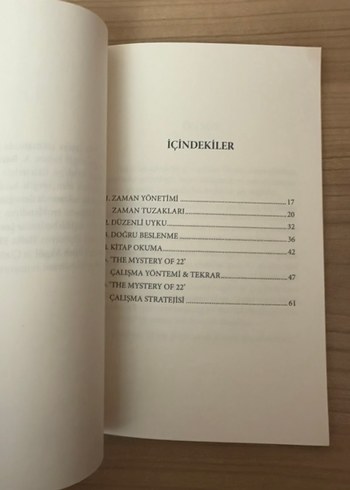 İÇİNDEKİLER
1. ZAMAN YÖNETİMİ 17
ZAMAN TUZAKLARI 20
DÜZENLİ UYKU 32
DOĞRU BESLENME 36
KİTAP OKUMA 42
'THE MYSTERY OF 22'
ÇALIŞMA YÖNTEMİ & TEKRAR 47
'THE MYSTERY OF 22'
ÇALIŞMA STRATEJİSİ 61